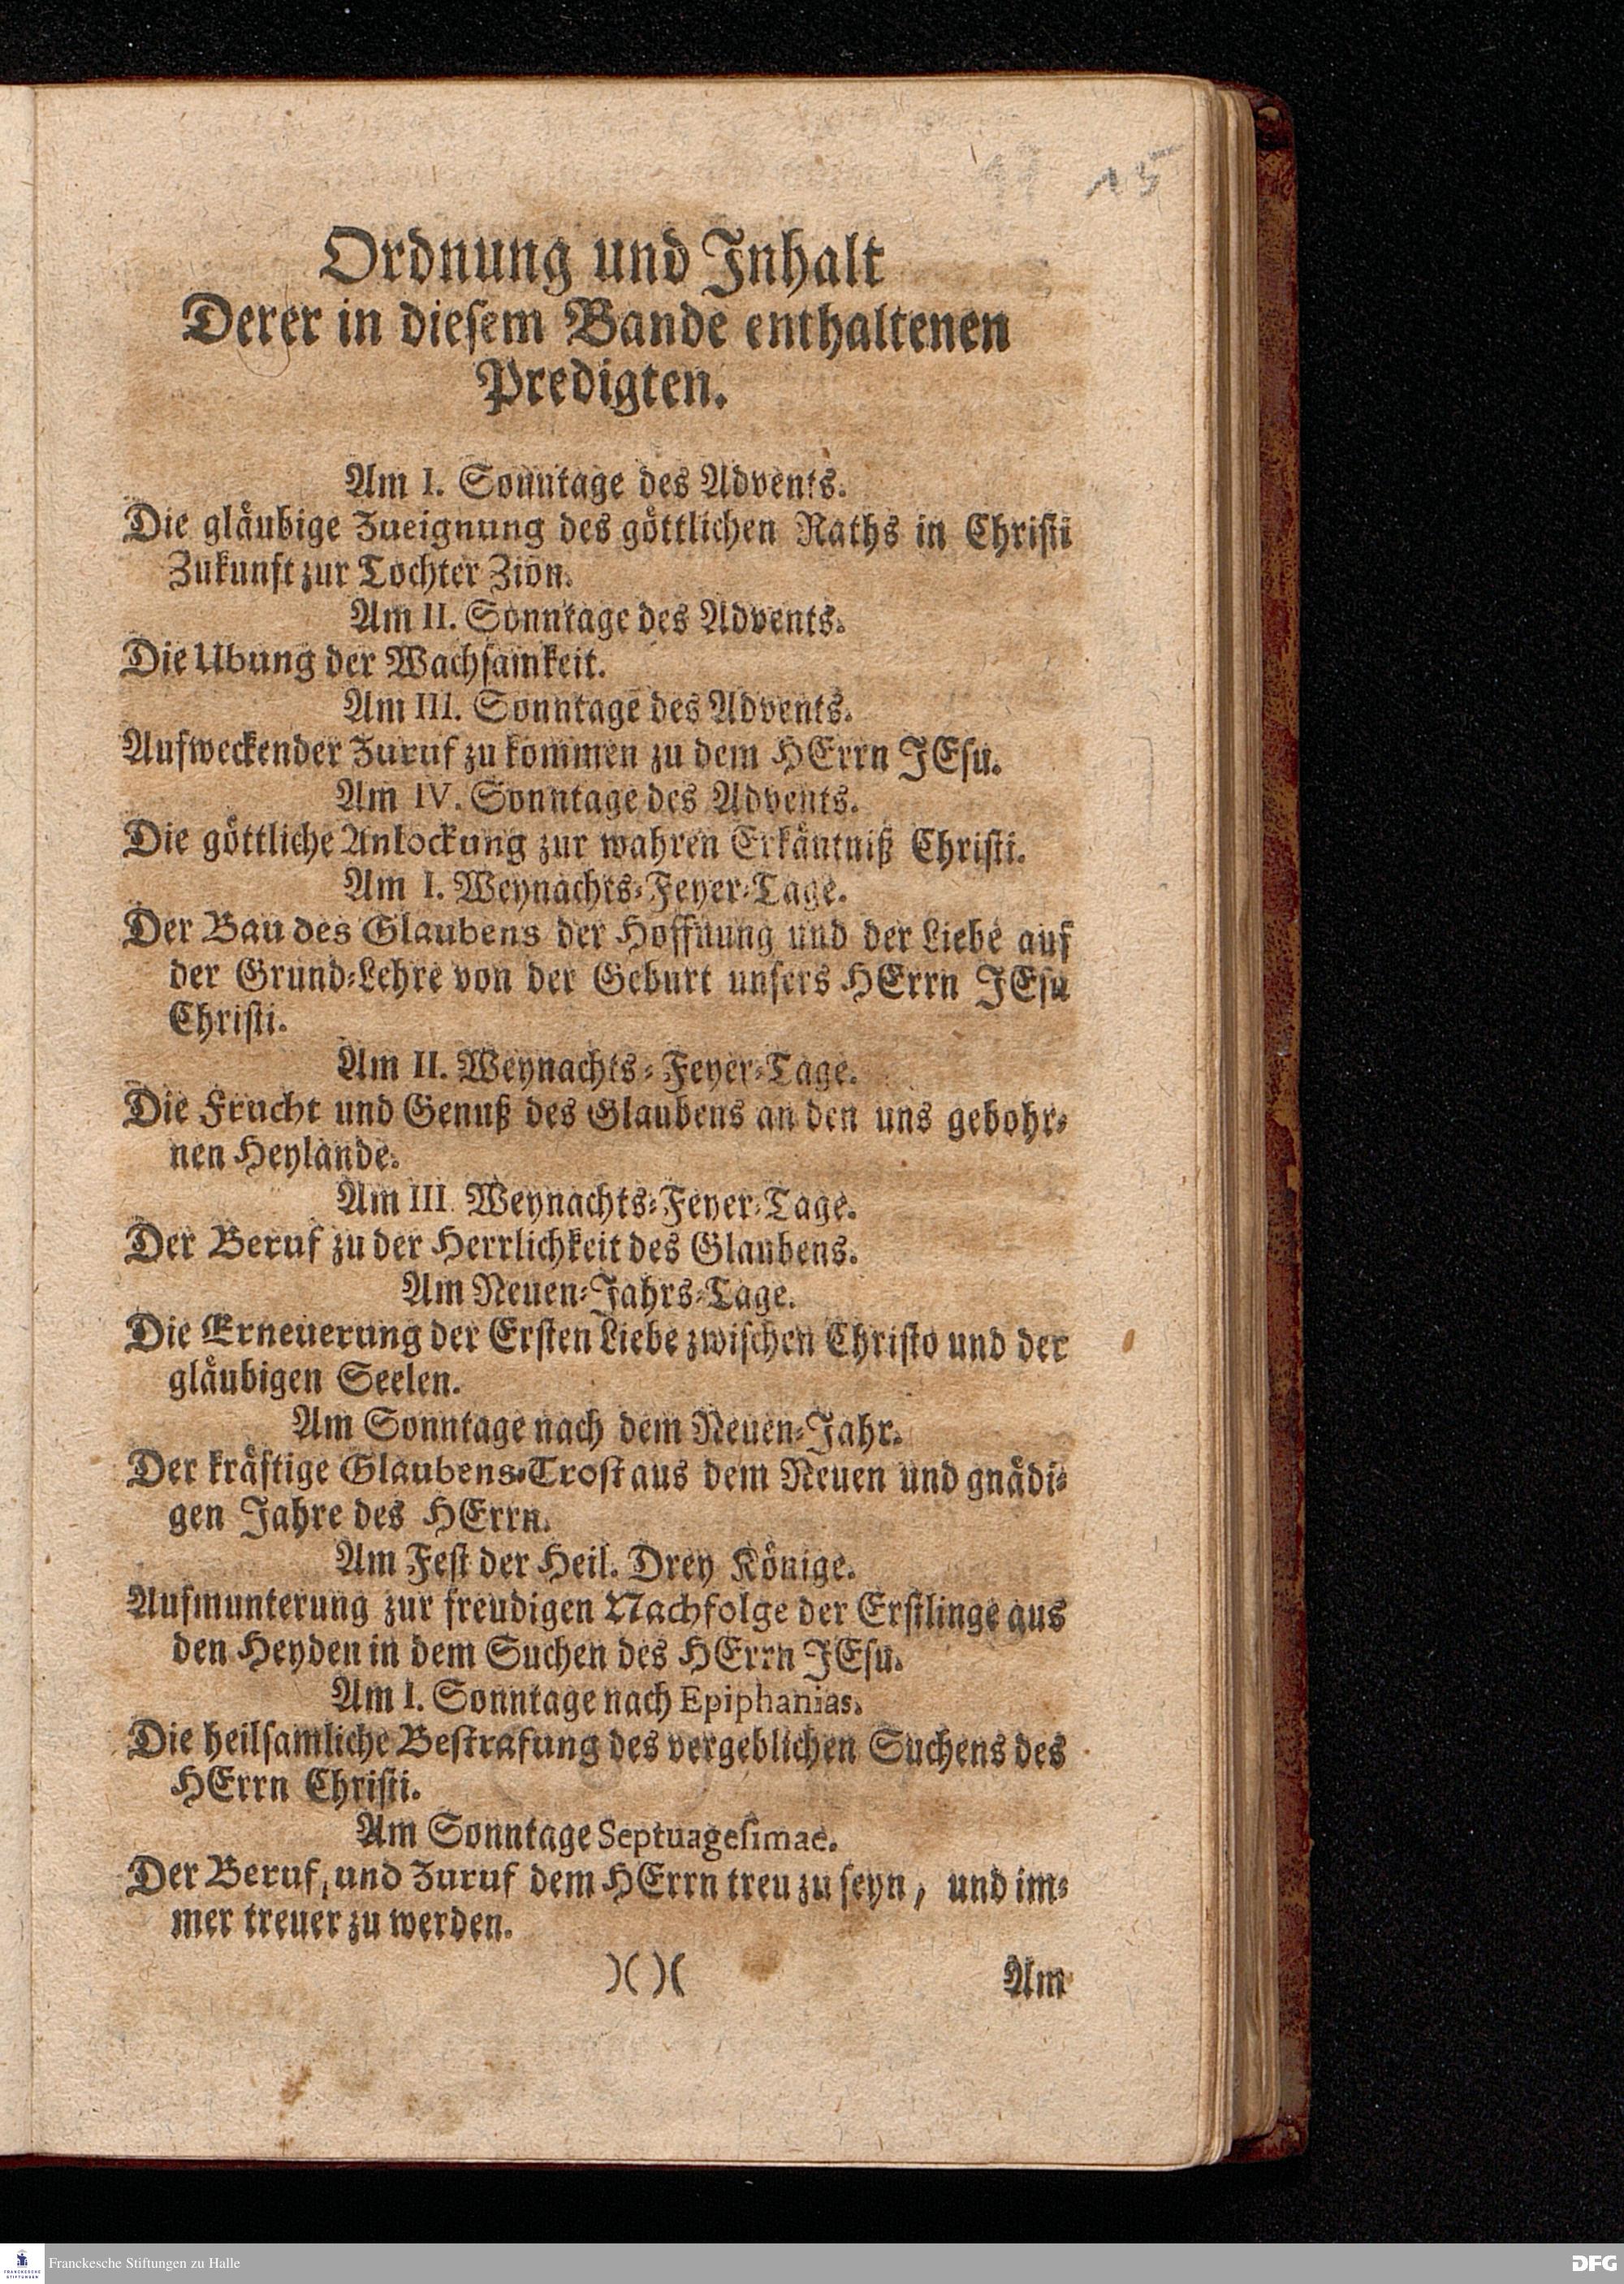 15
Ordnung und Inhalt
Derer in diesem Bande enthaltenen
Predigten.
Am I. Sonntage des Advents.
Die gläubige Zueignung des göttlichen Raths in Christi
Zukunft zur Tochter Zion.
Am II. Sonntage des Advents.
Die Ubung der Wachsamkeit.
Am III. Sonntage des Advents.
Aufweckender Zuruf zu kommen zu dem HErrn JEsu.
Am IV. Sonntage des Advents.
Die göttliche Anlockung zur wahren Erkäntniß Christi.
Am I. Weynachts-Feyer-Tage.
Der Bau des Glaubens der Hoffnung und der Liebe auf
der Grund-Lehre von der Geburt unsers HErrn JEsu
Christi.
Am II. Weynachts-Feyer-Tage.
Die Frucht und Genuß des Glaubens an den uns gebohr-
nen Heylande.
Am III. Weynachts-Feyer-Tage.
Der Beruf zu der Herrlichkeit des Glaubens.
Am Neuen-Jahrs-Tage.
Die Erneuerung der Ersten Liebe zwischen Christo und der
gläubigen Seelen.
Am Sonntage nach dem Neuen-Jahr.
Der kräftige Glaubens-Trost aus dem Neuen und gnädi-
gen Jahre des HErrn.
Am Fest der Heil. Drey Könige.
Aufmunterung zur freudigen Nachfolge der Erstlinge aus
den Heyden in dem Suchen des HErrn JEsu.
Am I. Sonntage nach Epiphanias.
Die heilsamliche Bestrafung des vergeblichen Suchens des
HErrn Christi.
Am Sonntage Septuagesimae.
Der Beruf, und Zuruf dem HErrn treu zu seyn, und im-
mer treuer zu werden.
)( )( Am
Franckesche Stiftungen zu Halle
DFG